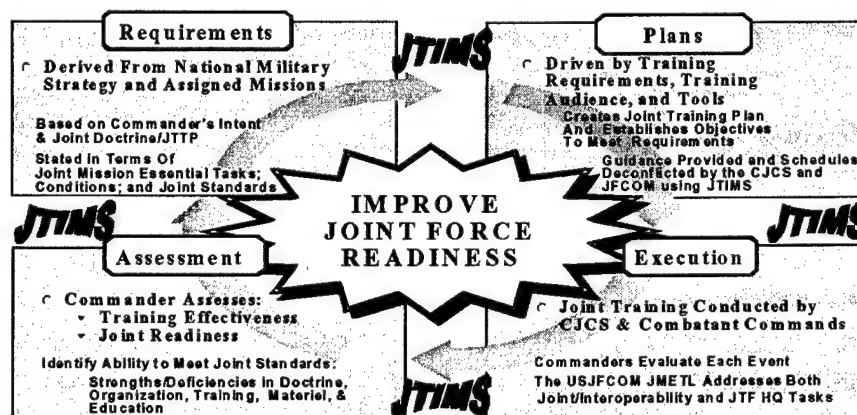 Requirements
Derived From National Military
Strategy and Assigned Missions
Based on Commander's Intent
& Joint Doctrine/JTTP
Stated in Terms Of
Joint Mission Essential Tasks;
Conditions; and Joint Standards
JTIMS
Plans
Driven by Training
Requirements, Training
Audience, and Tools
Creates Joint Training Plan
And Establishes Objectives
To Meet Requirements
Guidance Provided and Schedules
Deconflicted by the CJCS and
JFCOM using JTIMS
JTIMS
IMPROVE
JOINT FORCE
READINESS
JTIMS
Assessment
Commander Assesses:
Training Effectiveness
Joint Readiness
Identify Ability to Meet Joint Standards:
Strengths/Deficiencies in Doctrine,
Organization, Training, Materiel, &
Education
JTIMS
Execution
Joint Training Conducted by
CJCS & Combatant Commands
Commanders Evaluate Each Event
The USJFCOM JMETL Addresses Both
Joint/Interoperability and JTF HQ Tasks